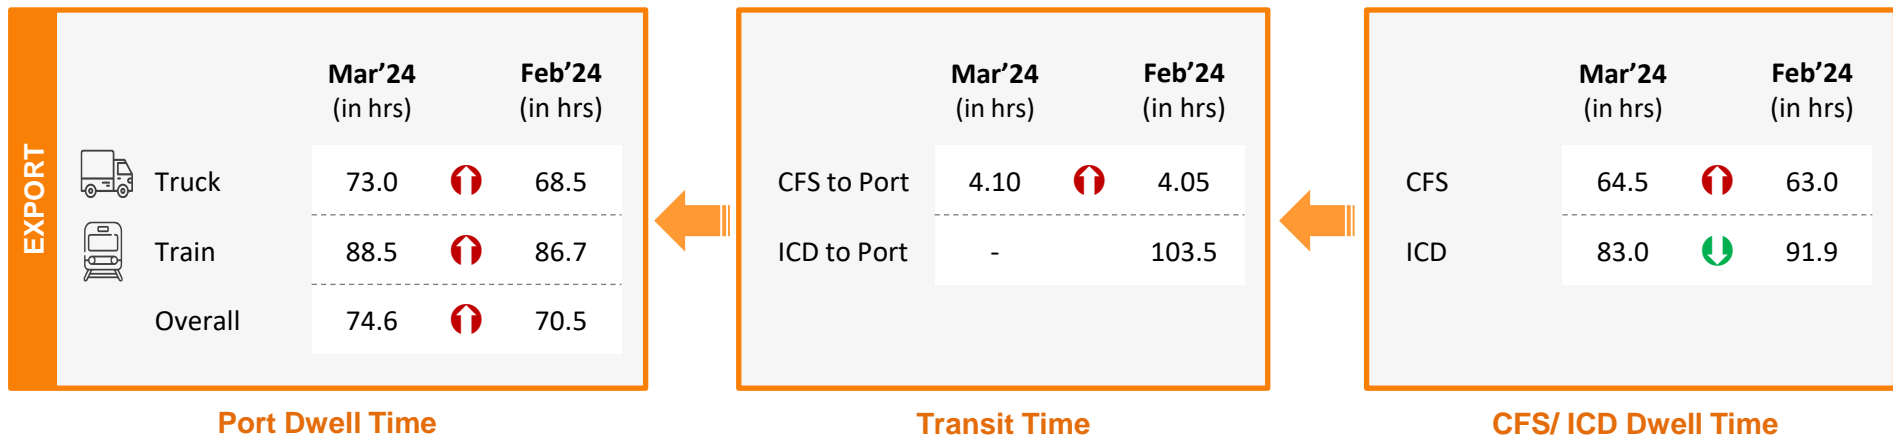 EXPORT
Mar’24 Feb’24
(in hrs) (in hrs)
Truck 73.0 68.5
Train 88.5 86.7
Overall 74.6 70.5
Port Dwell Time
Mar’24 Feb’24
(in hrs) (in hrs)
CFS to Port 4.10 4.05
ICD to Port - 103.5
Transit Time
Mar’24 Feb’24
(in hrs) (in hrs)
CFS 64.5 63.0
ICD 83.0 91.9
CFS/ ICD Dwell Time